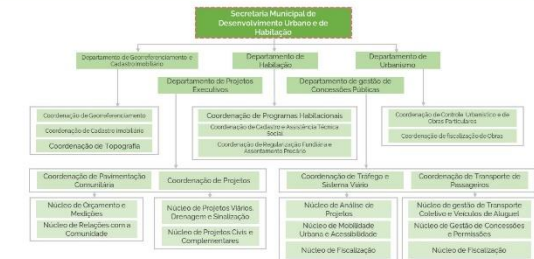 Secretaria Municipal de
Desenvolvimento Urbano e de
Habitação
Departamento de Georeferenciamento e
Cadastro Imobiliário
Departamento de
Habitação
Departamento de
Urbanismo
Departamento de Projetos
Executivos
Departamento de gestão de
Concessões Públicas
Coordenação de Georeferenciamento
Coordenação de Cadastro Imobiliário
Coordenação de Topografia
Coordenação de Programas Habitacionais
Coordenação de Cadastro e Assistência Técnica
Social
Coordenação de Regularização Fundiária e
Assentamento Precário
Coordenação de Controle Urbanístico e de
Obras Particulares
Coordenação de fiscalização de Obras
Coordenação de Pavimentação
Comunitária
Coordenação de Projetos
Coordenação de Tráfego e
Sistema Viário
Coordenação de Transporte de
Passageiros
Núcleo de Orçamento e
Medições
Núcleo de Relações com a
Comunidade
Núcleo de Projetos Viários,
Drenagem e Sinalização
Núcleo de Projetos Civis e
Complementares
Núcleo de Análise de
Projetos
Núcleo de Mobilidade
Urbana e Acessibilidade
Núcleo de Fiscalização
Núcleo de gestão de Transporte
Coletivo e Veículos de Aluguel
Núcleo de Gestão de Concessões
e Permissões
Núcleo de Fiscalização